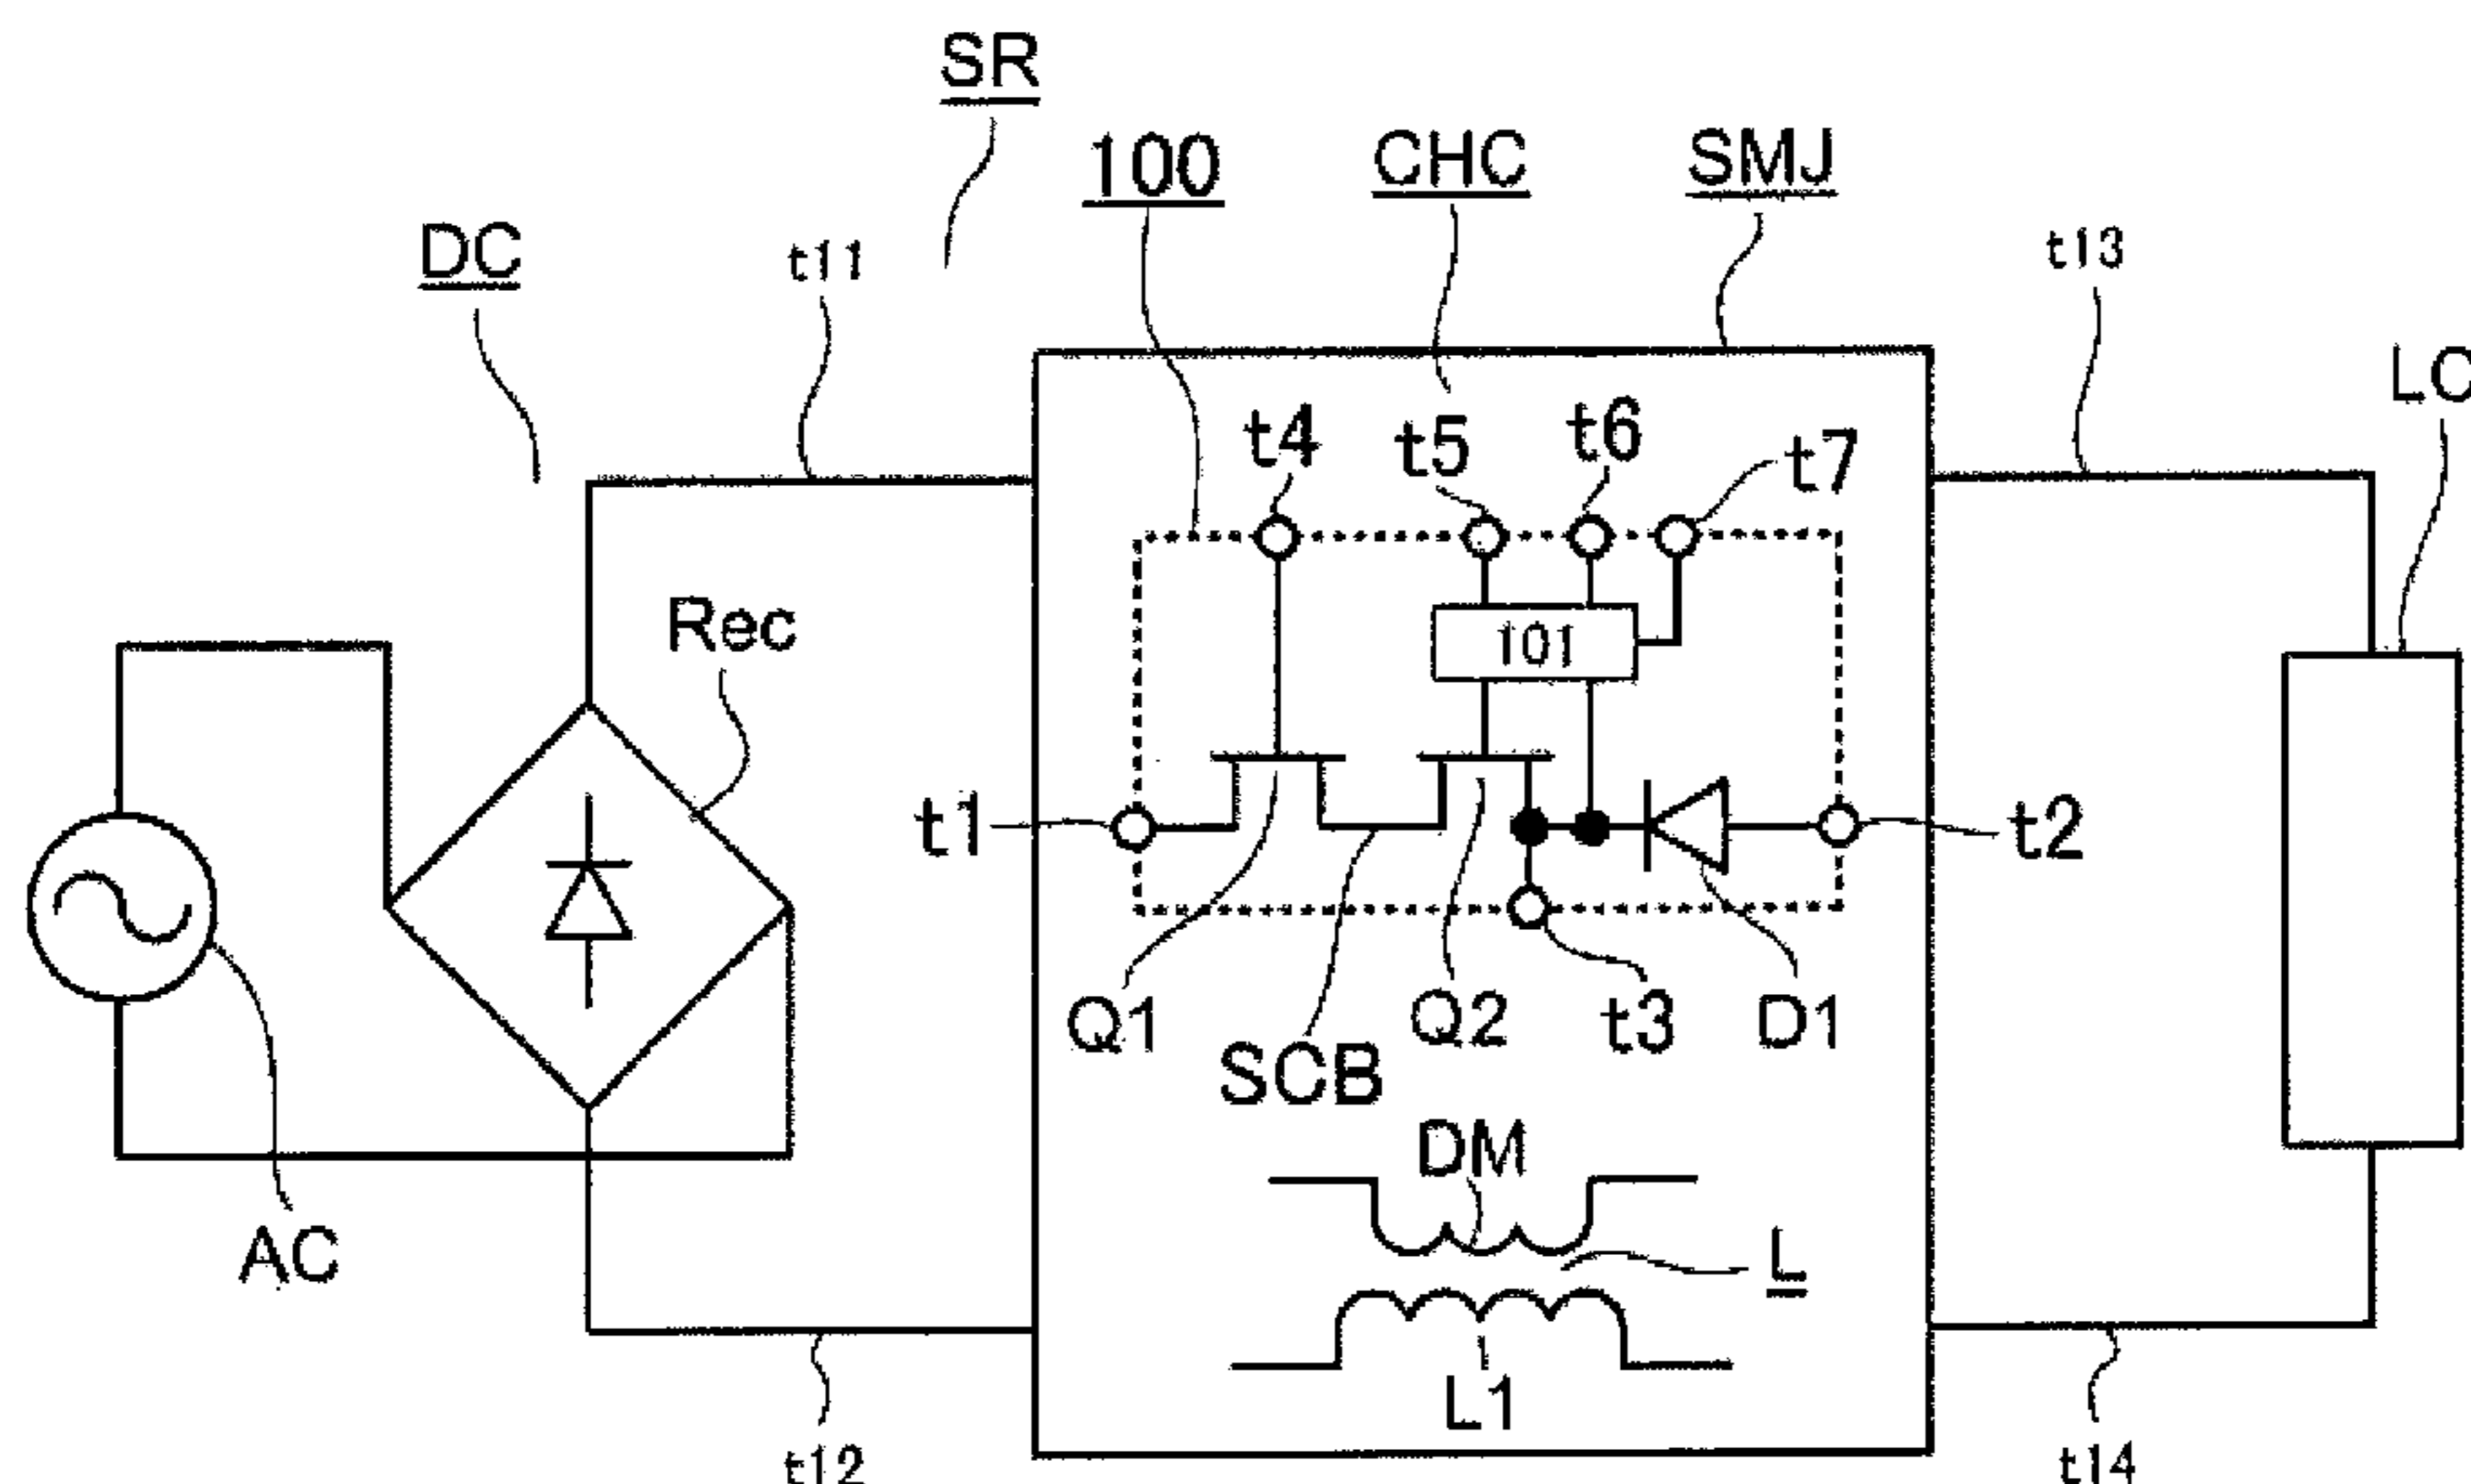 SR
100
CHC
SMJ
DC
t11
t13
LC
t4
t5
t6
t7
Rec
101
t1
t2
Q1
SCB
Q2
t3
D1
DM
AC
L
L1
t12
t14